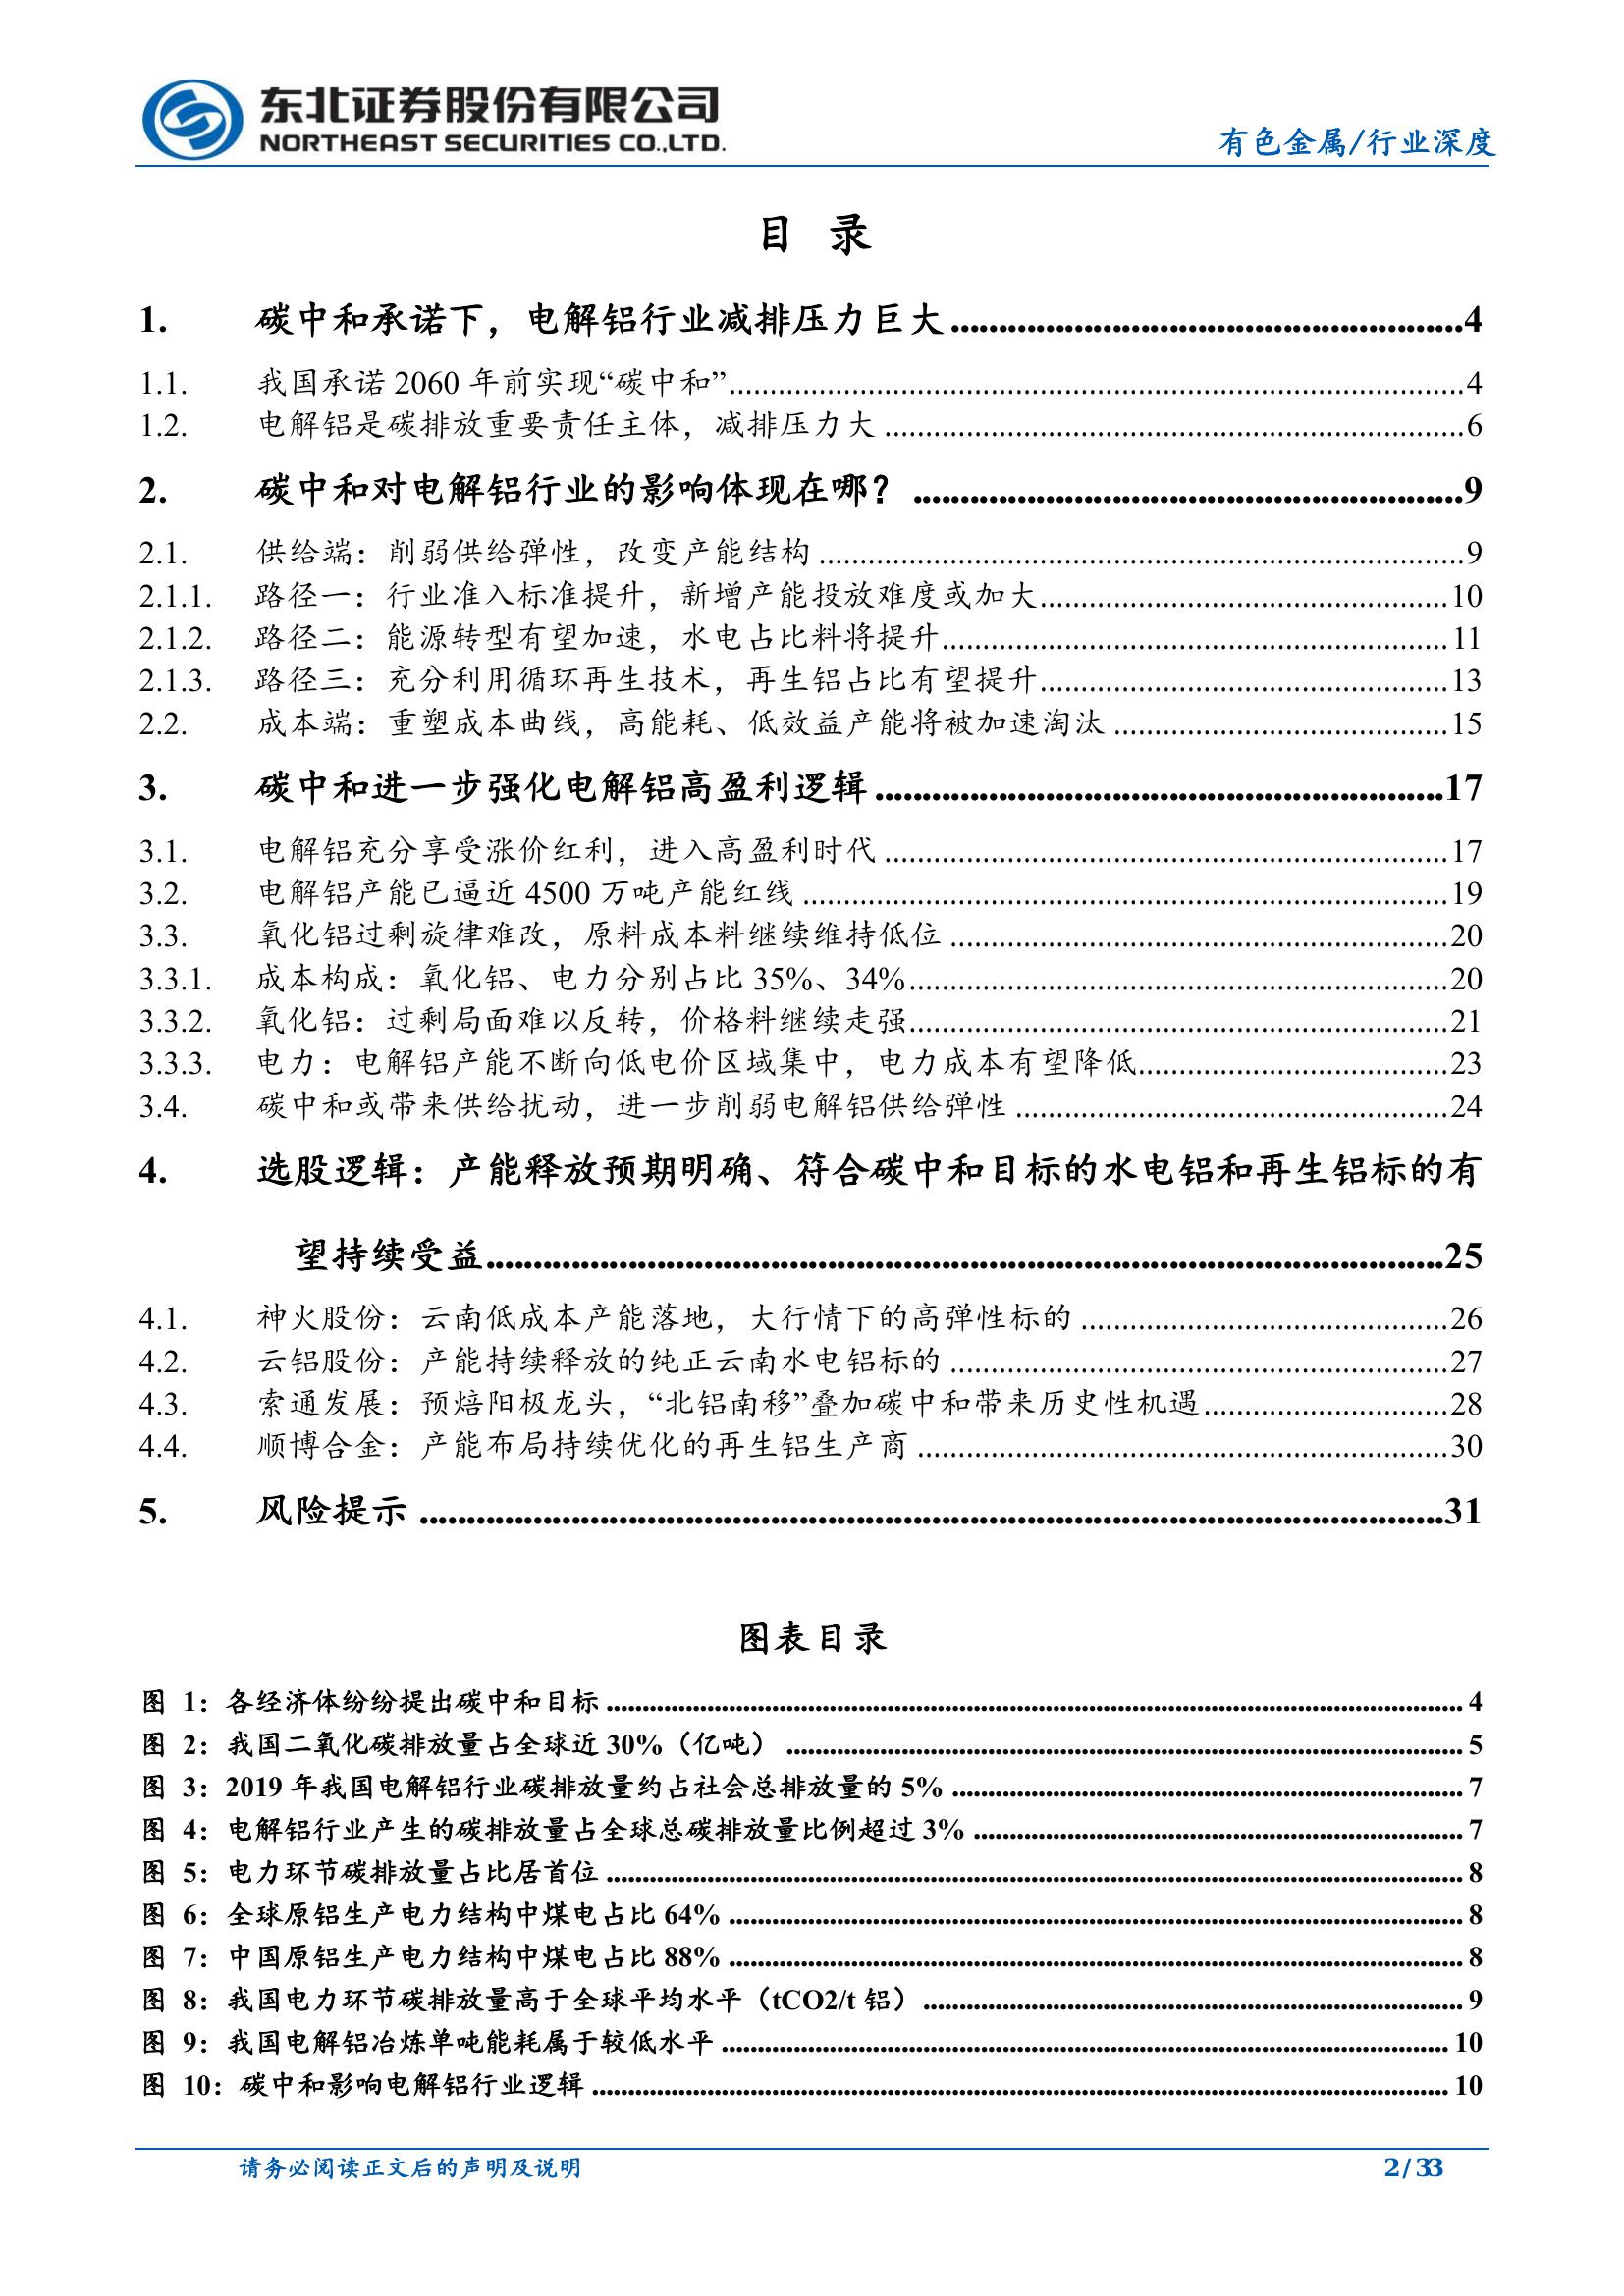 东北证券股份有限公司
NORTHEAST SECURITIES CO.,LTD.
有色金属/行业深度
目 录
1. 碳中和承诺下，电解铝行业减排压力巨大 4
1.1. 我国承诺 2060 年前实现“碳中和” 4
1.2. 电解铝是碳排放重要责任主体，减排压力大 6
2. 碳中和对电解铝行业的影响体现在哪？ 9
2.1. 供给端：削弱供给弹性，改变产能结构 9
2.1.1. 路径一：行业准入标准提升，新增产能投放难度或加大 10
2.1.2. 路径二：能源转型有望加速，水电占比料将提升 11
2.1.3. 路径三：充分利用循环再生技术，再生铝占比有望提升 13
2.2. 成本端：重塑成本曲线，高能耗、低效益产能将被加速淘汰 15
3. 碳中和进一步强化电解铝高盈利逻辑 17
3.1. 电解铝充分享受涨价红利，进入高盈利时代 17
3.2. 电解铝产能已逼近 4500 万吨产能红线 19
3.3. 氧化铝过剩旋律难改，原料成本料继续维持低位 20
3.3.1. 成本构成：氧化铝、电力分别占比 35%、34% 20
3.3.2. 氧化铝：过剩局面难以反转，价格料继续走强 21
3.3.3. 电力：电解铝产能不断向低电价区域集中，电力成本有望降低 23
3.4. 碳中和或带来供给扰动，进一步削弱电解铝供给弹性 24
4. 选股逻辑：产能释放预期明确、符合碳中和目标的水电铝和再生铝标的有
望持续受益 25
4.1. 神火股份：云南低成本产能落地，大行情下的高弹性标的 26
4.2. 云铝股份：产能持续释放的纯正云南水电铝标的 27
4.3. 索通发展：预焙阳极龙头，“北铝南移”叠加碳中和带来历史性机遇 28
4.4. 顺博合金：产能布局持续优化的再生铝生产商 30
5. 风险提示 31
图表目录
图 1：各经济体纷纷提出碳中和目标 4
图 2：我国二氧化碳排放量占全球近 30%（亿吨） 5
图 3：2019 年我国电解铝行业碳排放量约占社会总排放量的 5% 7
图 4：电解铝行业产生的碳排放量占全球总碳排放量比例超过 3% 7
图 5：电力环节碳排放量占比居首位 8
图 6：全球原铝生产电力结构中煤电占比 64% 8
图 7：中国原铝生产电力结构中煤电占比 88% 8
图 8：我国电力环节碳排放量高于全球平均水平（tCO2/t 铝） 9
图 9：我国电解铝冶炼单吨能耗属于较低水平 10
图 10：碳中和影响电解铝行业逻辑 10
请务必阅读正文后的声明及说明
2 / 33